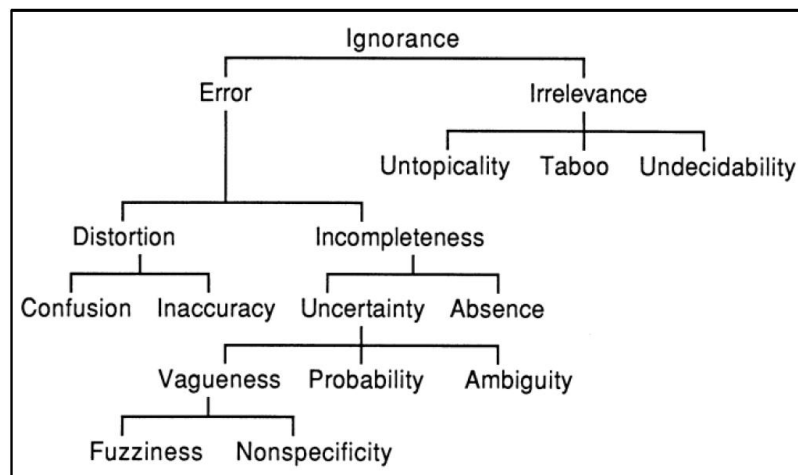 Ignorance
Error Irrelevance
Untopicality Taboo Undecidability
Distortion Incompleteness
Confusion Inaccuracy Uncertainty Absence
Vagueness Probability Ambiguity
Fuzziness Nonspecificity